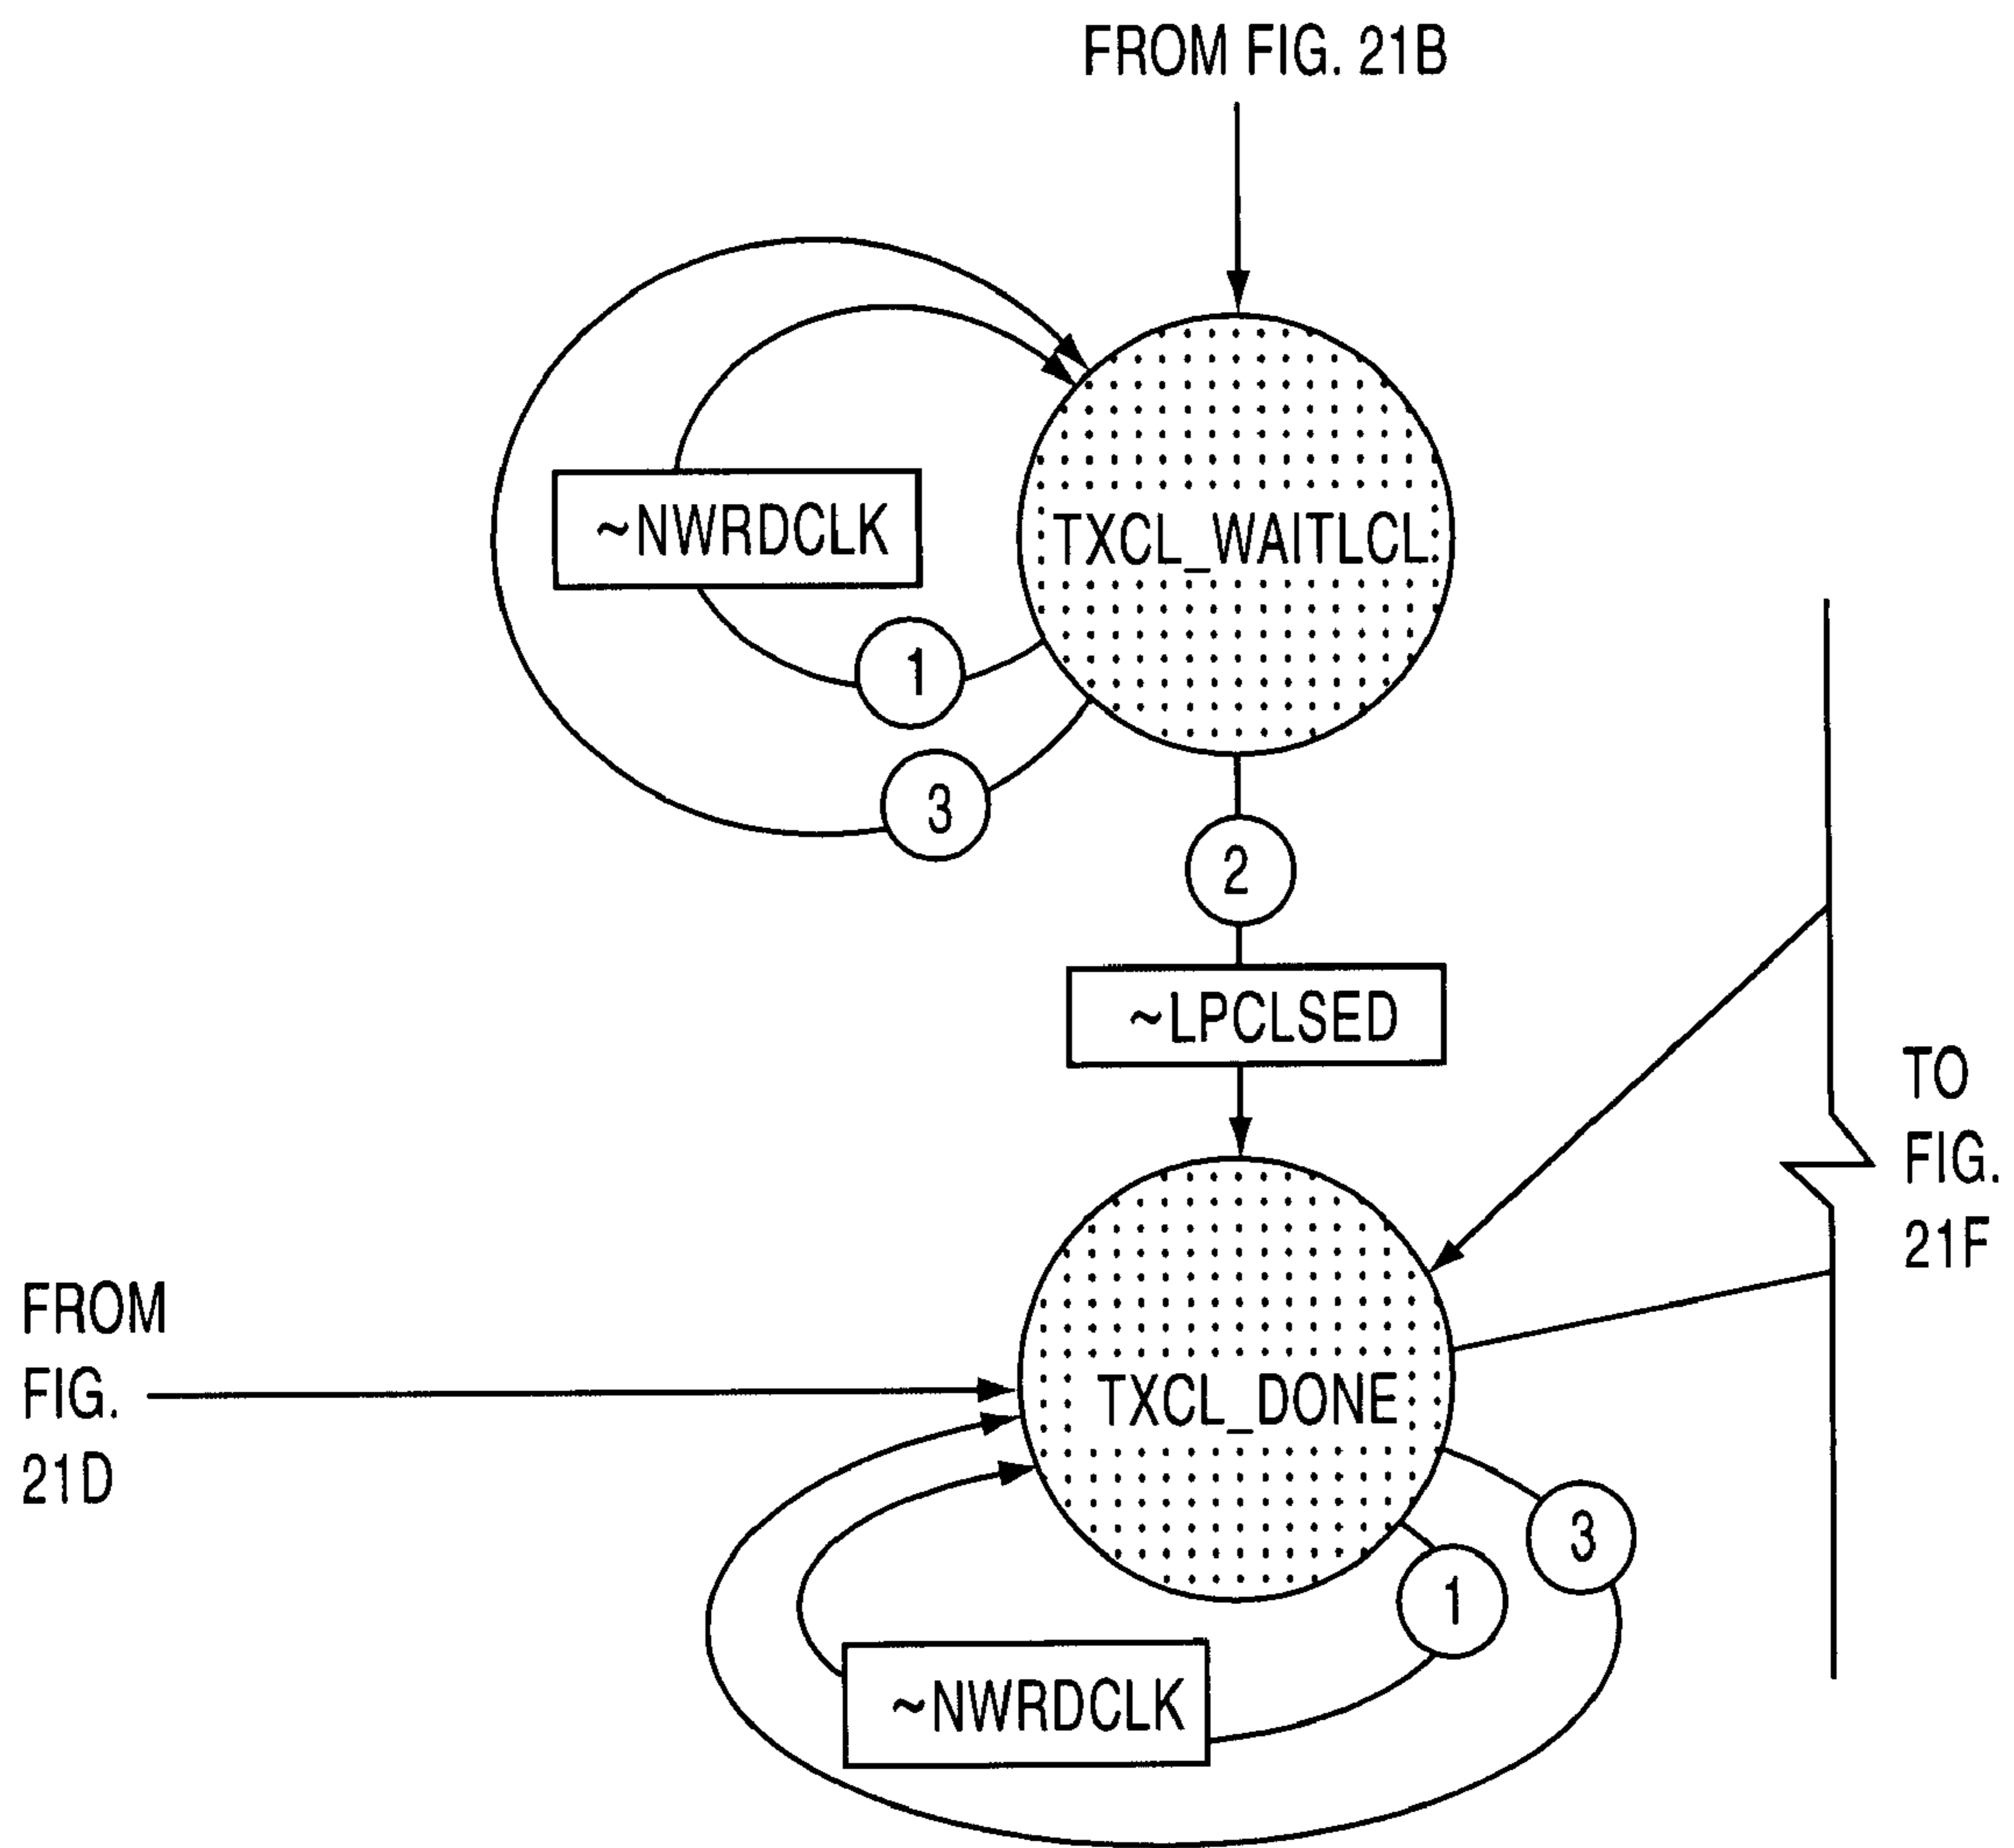 FROM FIG. 21B
~NWRDCLK
TXCL_WAITLCL
1
3
2
~LPCLSED
TO
FIG.
21F
FROM
FIG.
21D
TXCL_DONE
3
1
~NWRDCLK